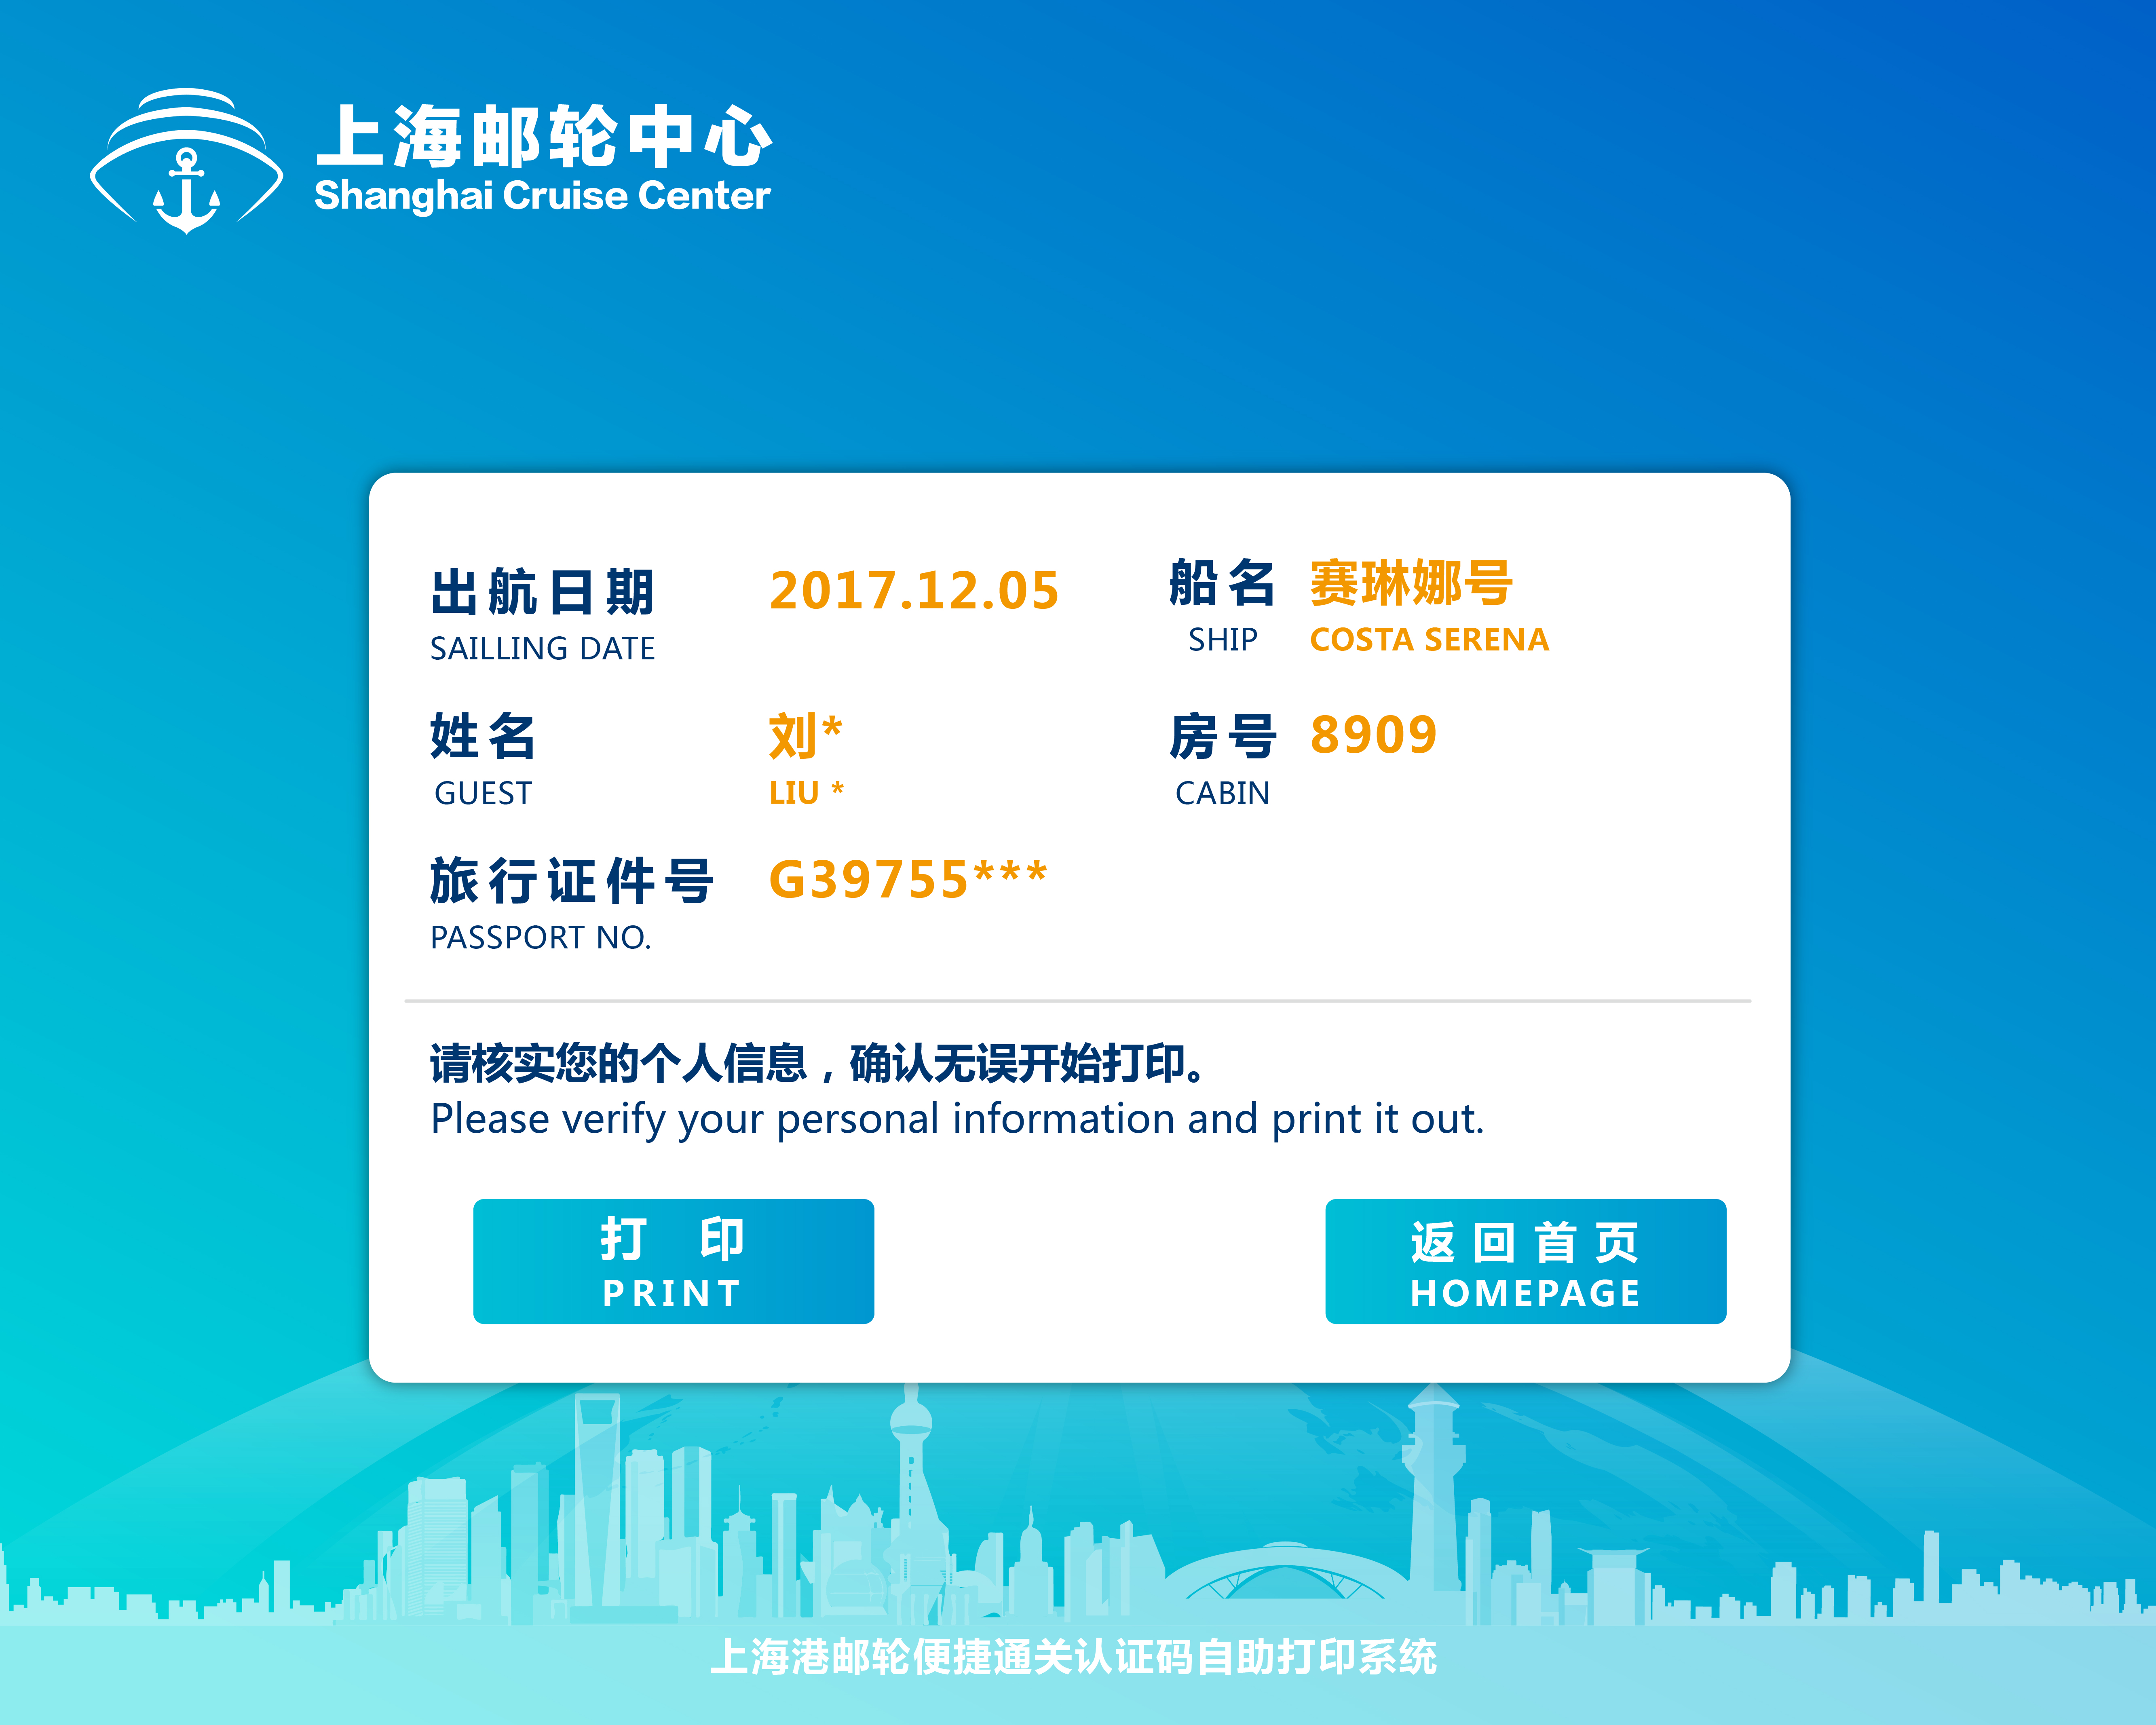 上海邮轮中心
Shanghai Cruise Center
出航日期 2017.12.05 船名 赛琳娜号
SAILLING DATE SHIP COSTA SERENA
姓名 刘* 房号 8909
GUEST LIU * CABIN
旅行证件号 G39755***
PASSPORT NO.
请核实您的个人信息，确认无误开始打印。
Please verify your personal information and print it out.
打 印 返回首页
PRINT HOMEPAGE
上海港邮轮便捷通关认证码自助打印系统